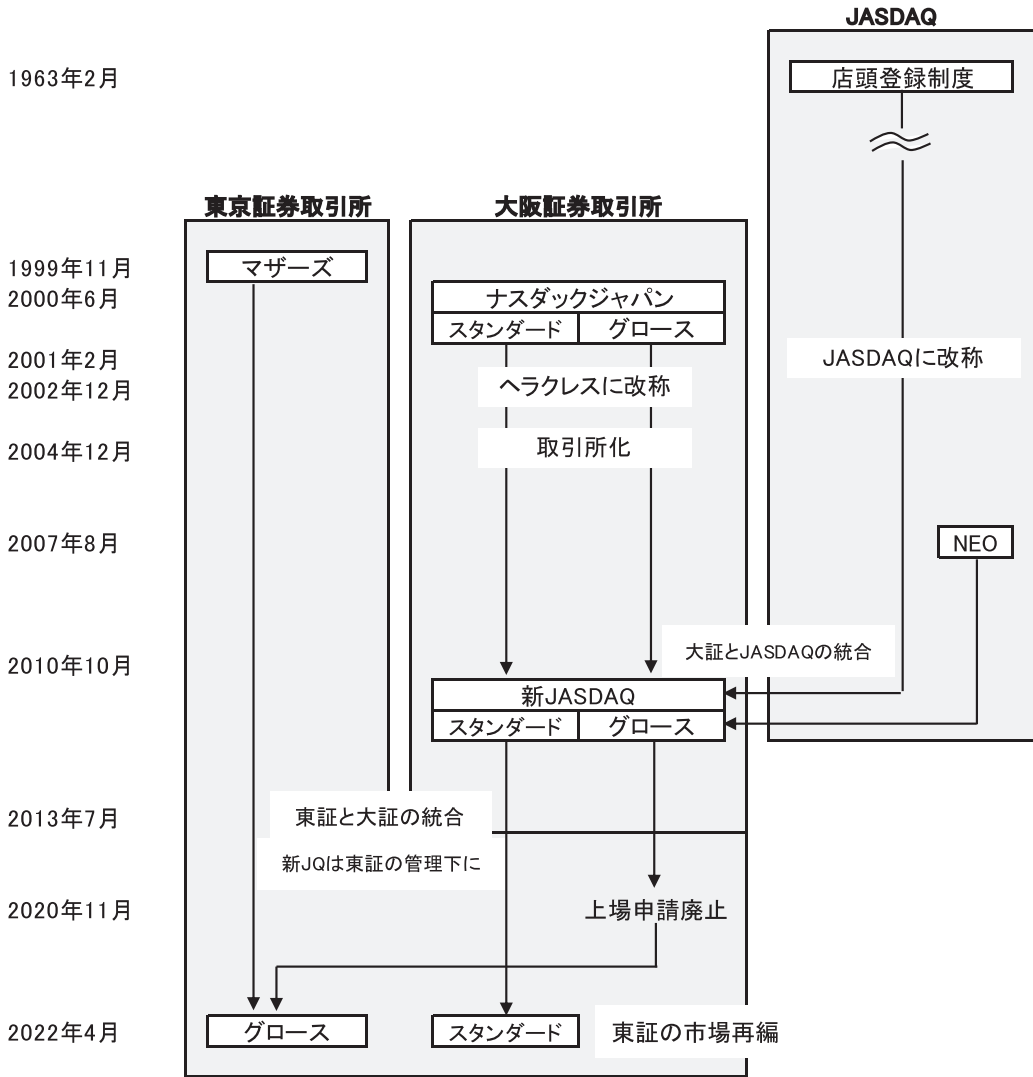 JASDAQ
1963年2月
店頭登録制度
東京証券取引所
大阪証券取引所
1999年11月
マザーズ
2000年6月
ナスダックジャパン
スタンダード
グロース
2001年2月
JASDAQに改称
2002年12月
ヘラクレスに改称
2004年12月
取引所化
2007年8月
NEO
2010年10月
大証とJASDAQの統合
新JASDAQ
スタンダード
グロース
2013年7月
東証と大証の統合
新JQは東証の管理下に
2020年11月
上場申請廃止
2022年4月
グロース
スタンダード
東証の市場再編